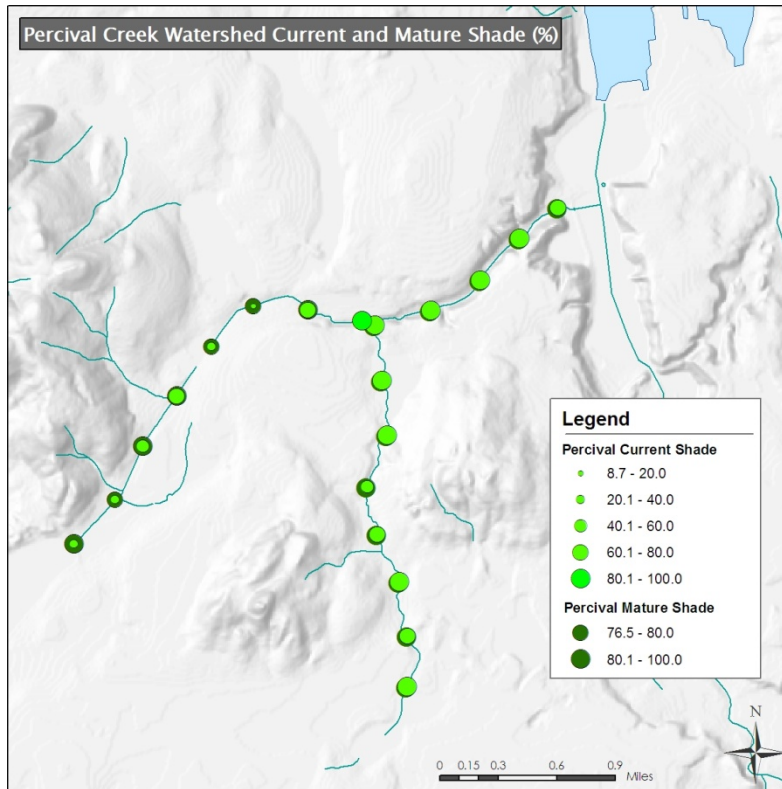 Percival Creek Watershed Current and Mature Shade (%)
Legend
Percival Current Shade
8.7 - 20.0
20.1 - 40.0
40.1 - 60.0
60.1 - 80.0
80.1 - 100.0
Percival Mature Shade
76.5 - 80.0
80.1 - 100.0
N
0 0.15 0.3 0.6 0.9
Miles